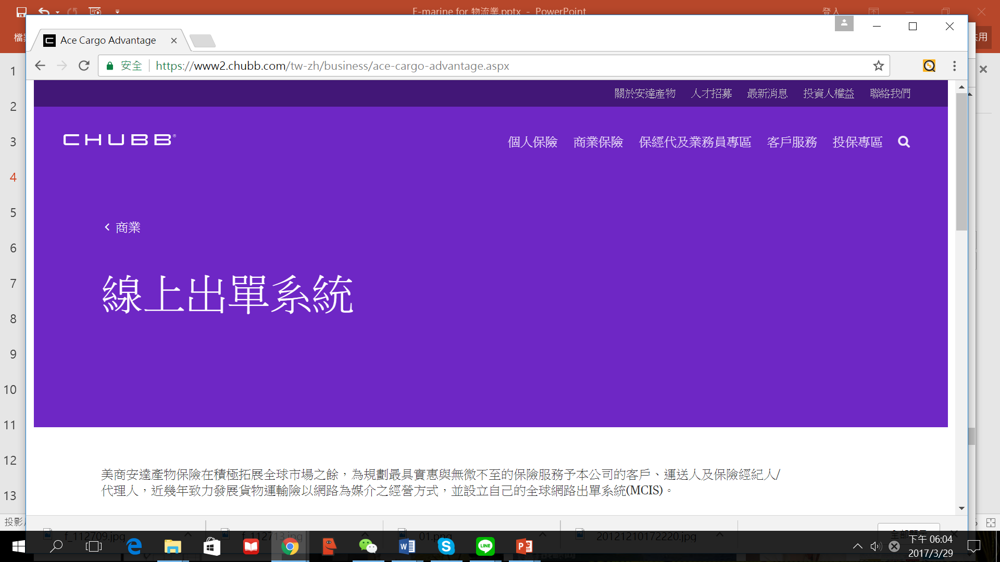 E-marine for 物流業.pptx - PowerPoint
登入
Ace Cargo Advantage
安全
https://www2.chubb.com/tw-zh/business/ace-cargo-advantage.aspx
關於安達產物 人才招募 最新消息 投資人權益 聯絡我們
CHUBB®
個人保險 商業保險 保經代及業務員專區 客戶服務 投保專區
商業
線上出單系統
美商安達產物保險在積極拓展全球市場之餘，為規劃最具實惠與無微不至的保險服務予本公司的客戶、運送人及保險經紀人/
代理人，近幾年致力發展貨物運輸險以網路為媒介之經營方式，並設立自己的全球網路出單系統(MCIS)。
1
2
3
4
5
6
7
8
9
10
11
12
13
f_112709.jpg
f_112713.jpg
01.png
20121210172220.jpg
全部顯示
LINE
下午 06:04
2017/3/29